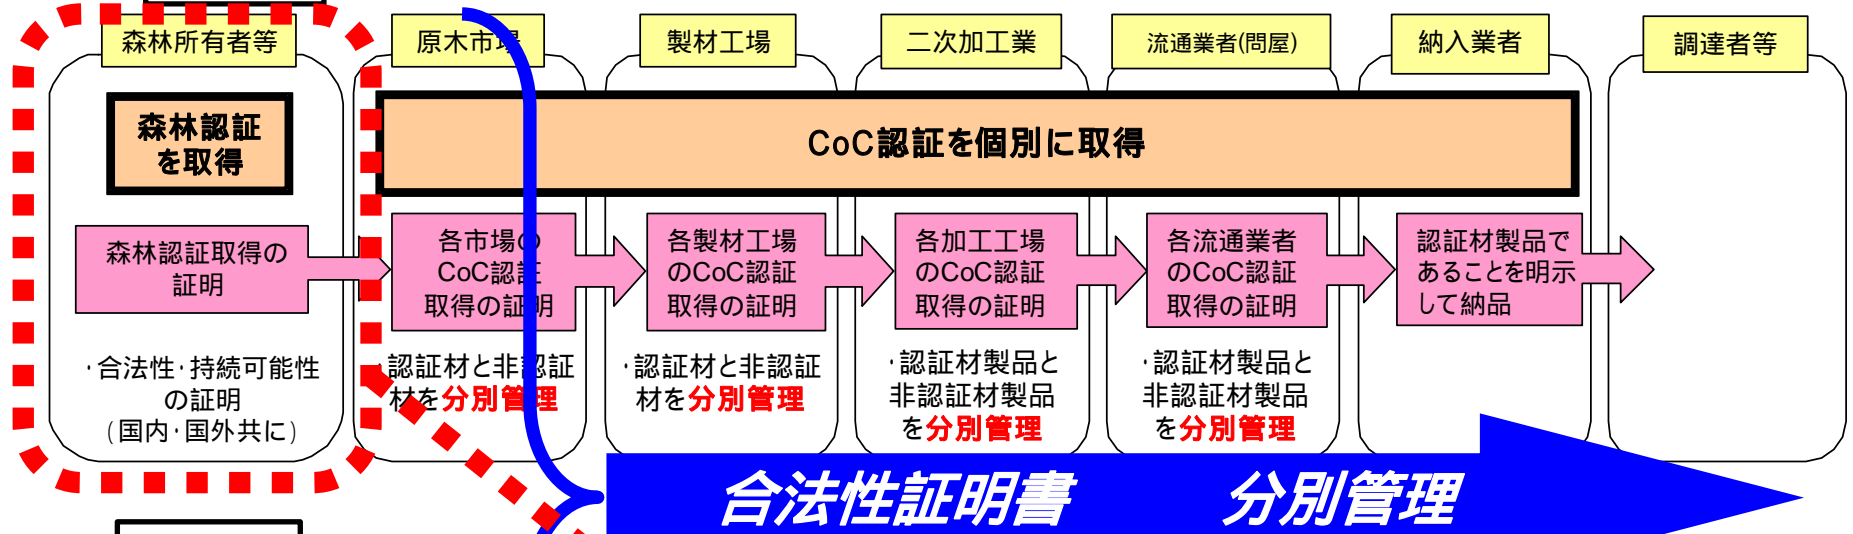 森林所有者等
原木市場
製材工場
二次加工業
流通業者(問屋)
納入業者
調達者等
森林認証
を取得
CoC認証を個別に取得
森林認証取得の
証明
各市場の
CoC認証
取得の証明
各製材工場
のCoC認証
取得の証明
各加工工場
のCoC認証
取得の証明
各流通業者
のCoC認証
取得の証明
認証材製品で
あることを明示
して納品
・合法性・持続可能性
の証明
(国内・国外共に)
・認証材と非認証
材を分別管理
・認証材と非認証
材を分別管理
・認証材製品と
非認証材製品
を分別管理
・認証材製品と
非認証材製品
を分別管理
合法性証明書 分別管理